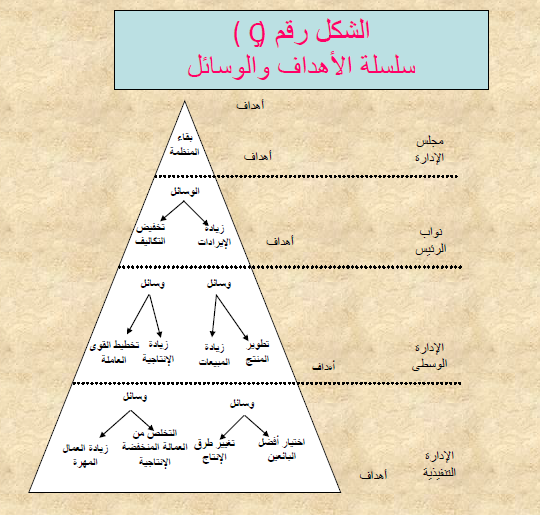 الشكل رقم (g )
سلسلة الأهداف والوسائل
أهداف
بقاء
المنظمة
أهداف
مجلس
الإدارة
الوسائل
زيادة
الإيرادات
تخفيض
التكاليف
أهداف
نواب
الرئيس
وسائل
وسائل
تطوير
المنتج
زيادة
المبيعات
زيادة
الإنتاجية
تخطيط القوى
العاملة
أهداف
الإدارة
الوسطى
وسائل
وسائل
اختيار أفضل
البائعين
تغيير طرق
الإنتاج
التخلص من
العمالة المنخفضة
الإنتاجية
زيادة العمال
المهرة
أهداف
الإدارة
التنفيذية